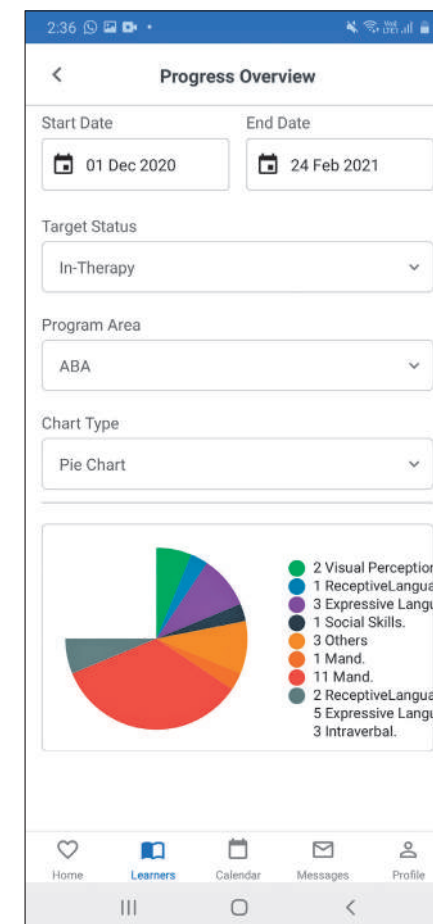 2:36
Progress Overview
Start Date End Date
01 Dec 2020 24 Feb 2021
Target Status
In-Therapy
Program Area
ABA
Chart Type
Pie Chart
2 Visual Perception
1 ReceptiveLangua
3 Expressive Langu
1 Social Skills.
3 Others
1 Mand.
11 Mand.
2 ReceptiveLangua
5 Expressive Langu
3 Intraverbal.
Home Learners Calendar Messages Profile